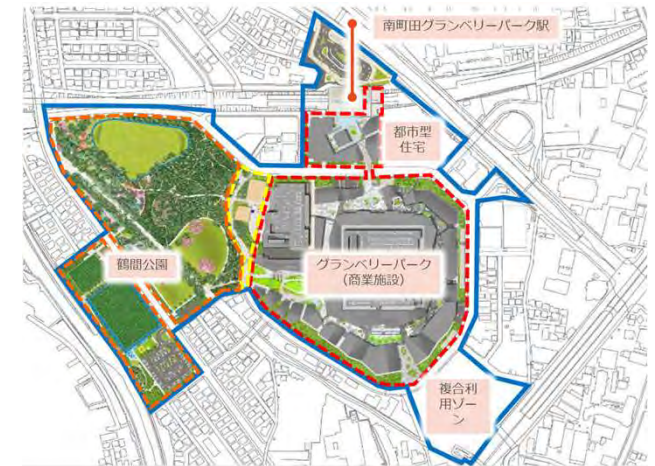 南町田グランベリーパーク駅
都市型
住宅
鶴間公園
グランベリーパーク
(商業施設)
複合利
用ゾー
ン